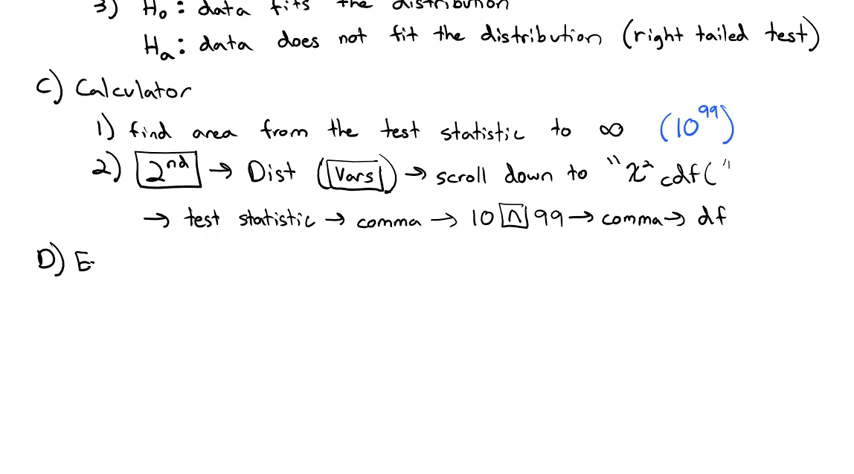 3) H₀ : data fits the distribution
Hₐ : data does not fit the distribution (right tailed test)
C) Calculator
1) find area from the test statistic to ∞ (10⁹⁹)
2) 2ⁿᵈ → Dist (Vars) → scroll down to "χ² cdf("
→ test statistic → comma → 10 ^ 99 → comma → df
D) E